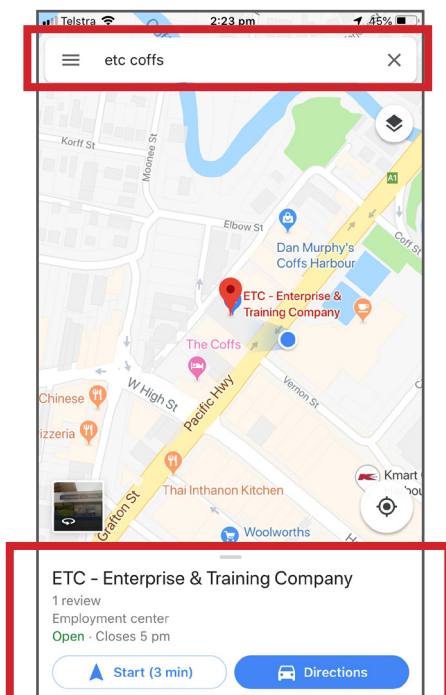 Telstra
2:23 pm
45%
etc coffs
Korff St
Moonee St
A1
Elbow St
Dan Murphy's
Coffs Harbour
Coff St
ETC - Enterprise &
Training Company
The Coffs
Vernon St
W High St
Pacific Hwy
Chinese
izzeria
Kmart
Thai Inthanon Kitchen
Grafton St
Woolworths
ETC - Enterprise & Training Company
1 review
Employment center
Open · Closes 5 pm
Start (3 min)
Directions